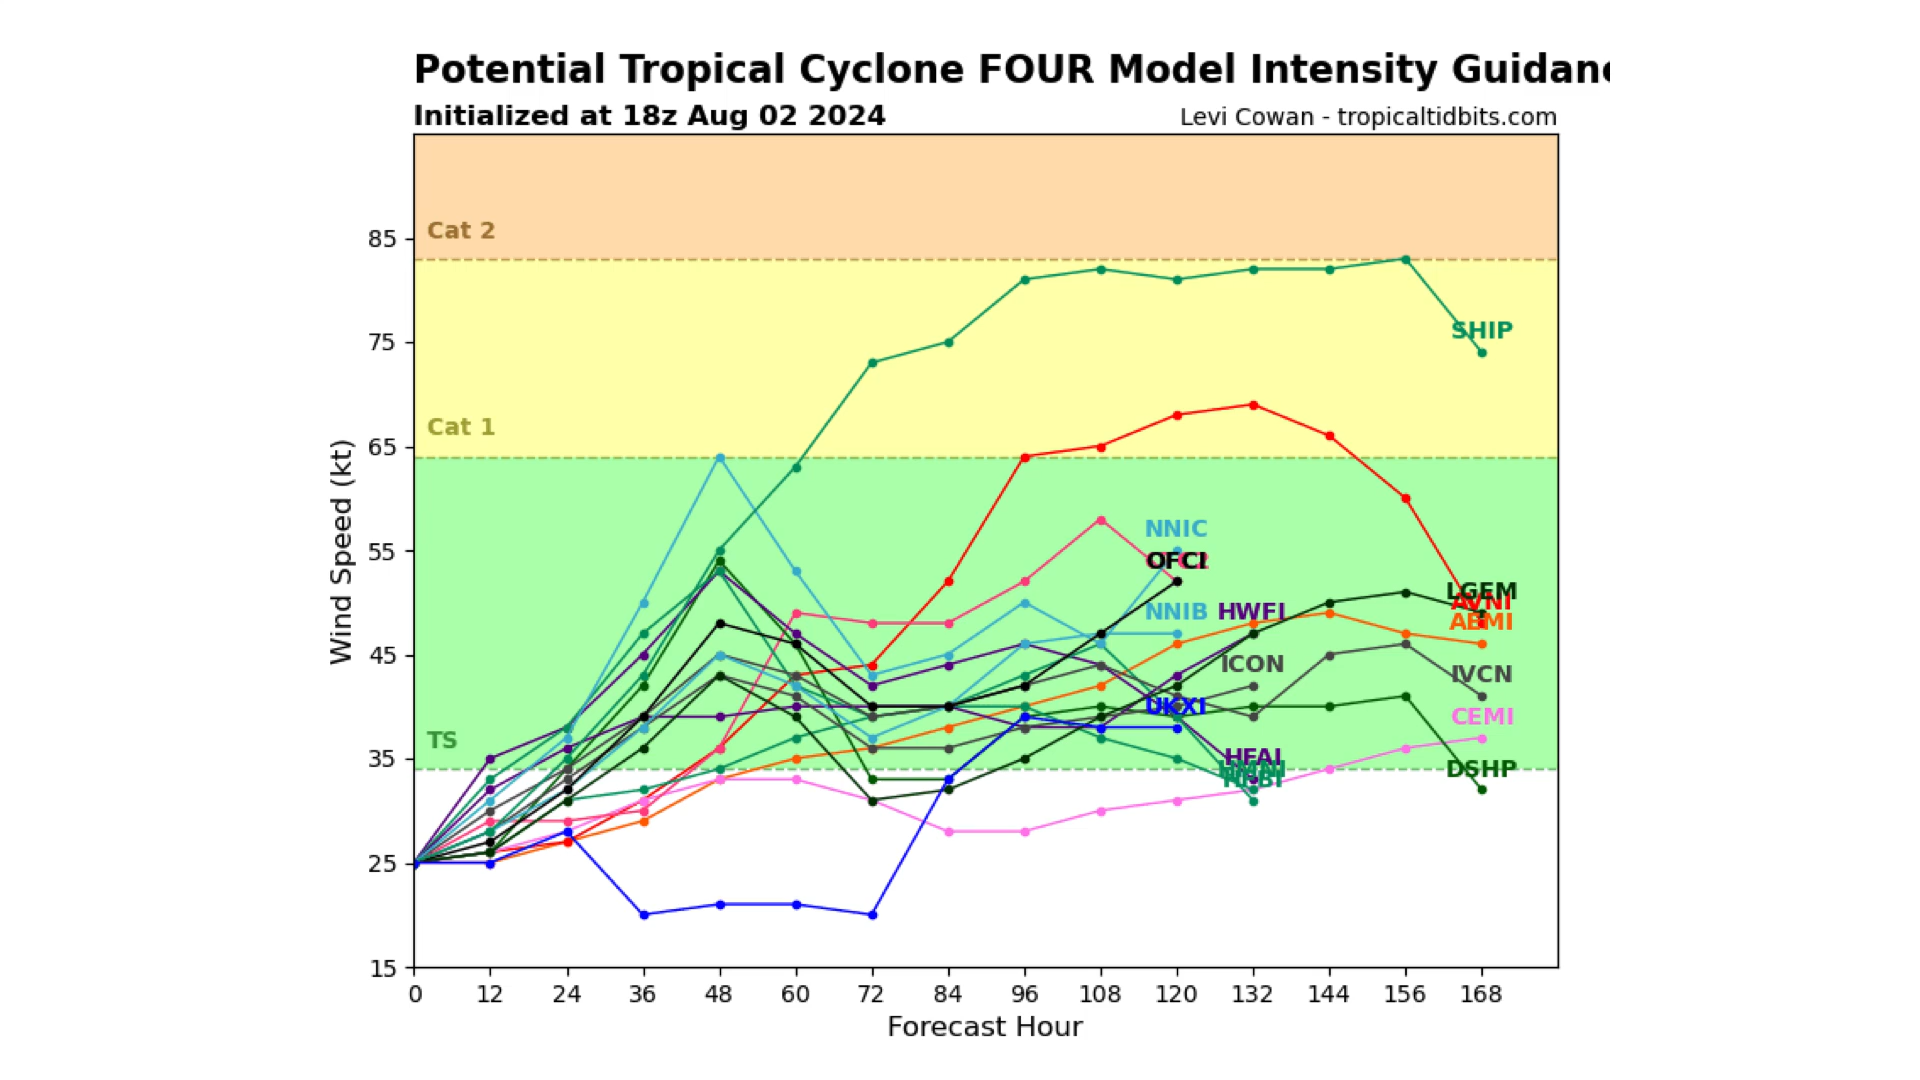 Potential Tropical Cyclone FOUR Model Intensity Guidan
Initialized at 18z Aug 02 2024
Levi Cowan - tropicaltidbits.com
Cat 2
85
75
SHIP
Cat 1
65
55
NNIC
OFCI
LGEM
AVNI
NNIB
HWFI
AEMI
45
ICON
IVCN
UKXI
CEMI
TS
35
HFAI
DSHP
25
15
0 12 24 36 48 60 72 84 96 108 120 132 144 156 168
Wind Speed (kt)
Forecast Hour